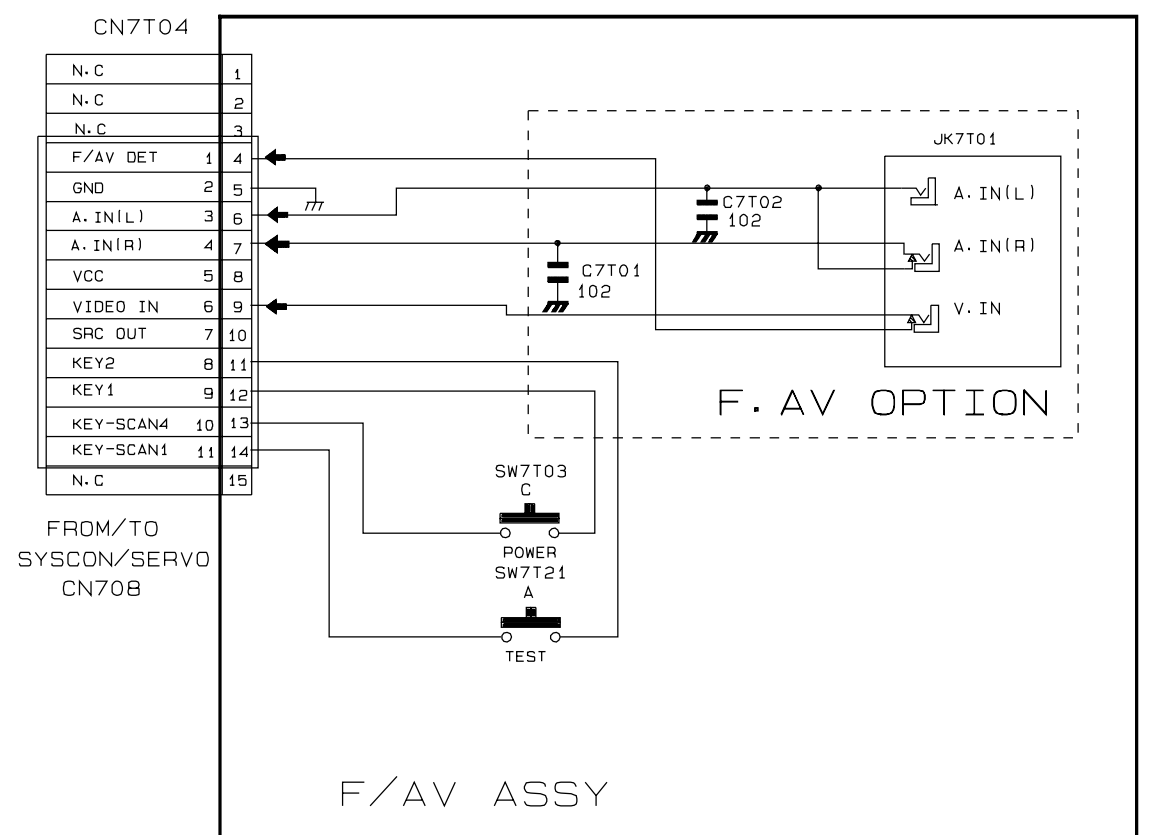 CN7T04
N.C 1
N.C 2
N.C 3
F/AV DET 1 4
GND 2 5
A.IN(L) 3 6
A.IN(R) 4 7
VCC 5 8
VIDEO IN 6 9
SRC OUT 7 10
KEY2 8 11
KEY1 9 12
KEY-SCAN4 10 13
KEY-SCAN1 11 14
N.C 15
FROM/TO
SYSCON/SERVO
CN708
JK7T01
A.IN(L)
A.IN(R)
V.IN
C7T02
102
C7T01
102
F.AV OPTION
SW7T03
C
POWER
SW7T21
A
TEST
F/AV ASSY